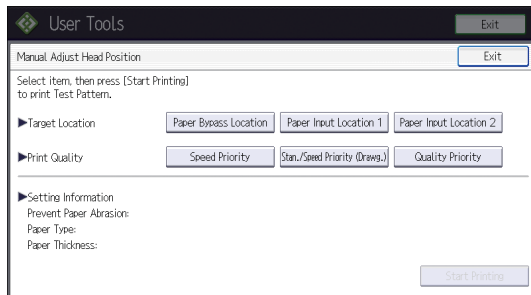 User Tools
Exit
Manual Adjust Head Position
Exit
Select item, then press [Start Printing]
to print Test Pattern.
►Target Location
Paper Bypass Location
Paper Input Location 1
Paper Input Location 2
►Print Quality
Speed Priority
Stan./Speed Priority (Drawg.)
Quality Priority
►Setting Information
Prevent Paper Abrasion:
Paper Type:
Paper Thickness:
Start Printing